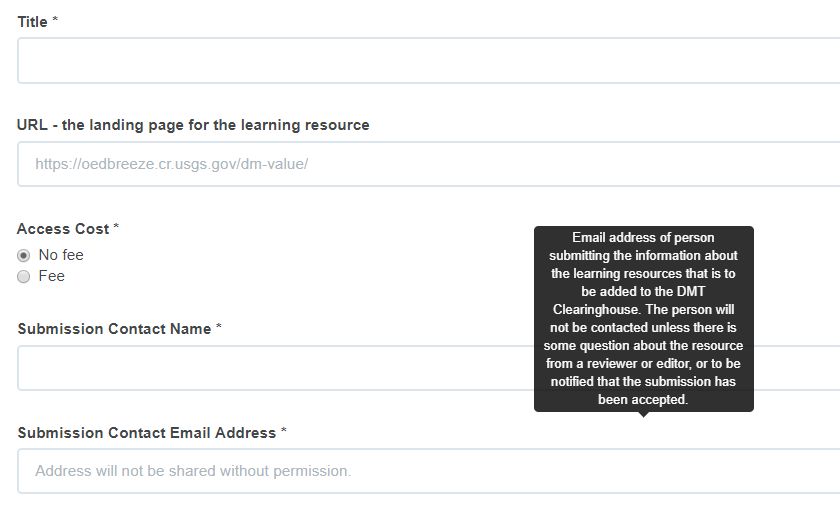 Title *
URL - the landing page for the learning resource
https://oedbreeze.cr.usgs.gov/dm-value/
Access Cost *
No fee
Fee
Email address of person
submitting the information about
the learning resources that is to
be added to the DMT
Clearinghouse. The person will
not be contacted unless there is
some question about the resource
from a reviewer or editor, or to be
notified that the submission has
been accepted.
Submission Contact Name *
Submission Contact Email Address *
Address will not be shared without permission.